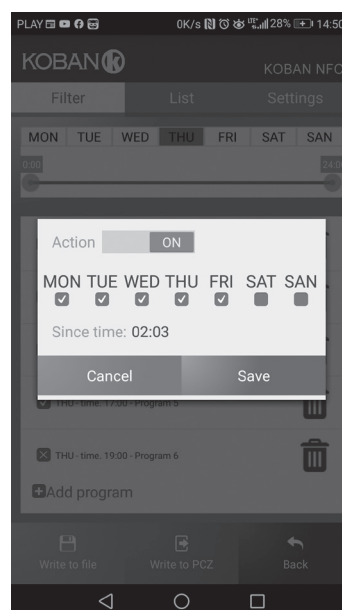 PLAY 0K/s LTE 28% 14:50
KOBAN K
KOBAN NFC
Filter List Settings
MON TUE WED THU FRI SAT SAN
0:00 24:0
Action ON
MON TUE WED THU FRI SAT SAN
Since time: 02:03
Cancel Save
THU - time. 17:00 - Program 5
THU - time. 19:00 - Program 6
Add program
Write to file Write to PCZ Back